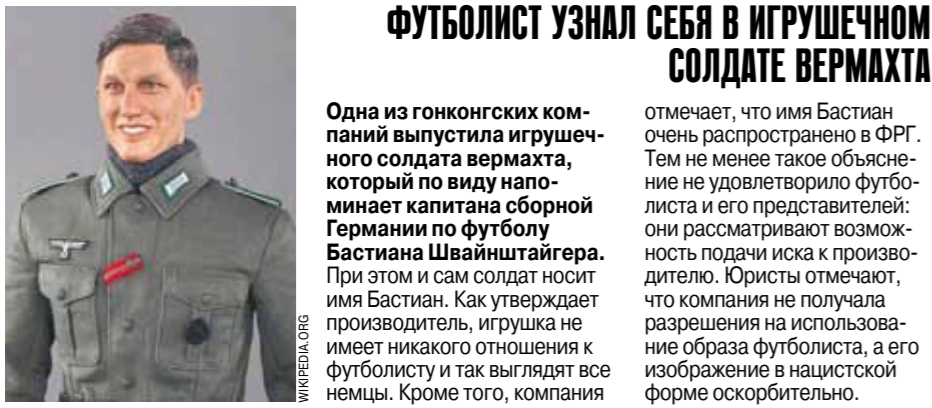 ФУТБОЛИСТ УЗНАЛ СЕБЯ В ИГРУШЕЧНОМ
СОЛДАТЕ ВЕРМАХТА
Одна из гонконгских ком-
паний выпустила игрушеч-
ного солдата вермахта,
который по виду напо-
минает капитана сборной
Германии по футболу
Бастиана Швайнштайгера.
При этом и сам солдат носит
имя Бастиан. Как утверждает
производитель, игрушка не
имеет никакого отношения к
футболисту и так выглядят все
немцы. Кроме того, компания
отмечает, что имя Бастиан
очень распространено в ФРГ.
Тем не менее такое объясне-
ние не удовлетворило футбо-
листа и его представителей:
они рассматривают возмож-
ность подачи иска к произво-
дителю. Юристы отмечают,
что компания не получала
разрешения на использова-
ние образа футболиста, а его
изображение в нацистской
форме оскорбительно.
WIKIPEDIA.ORG